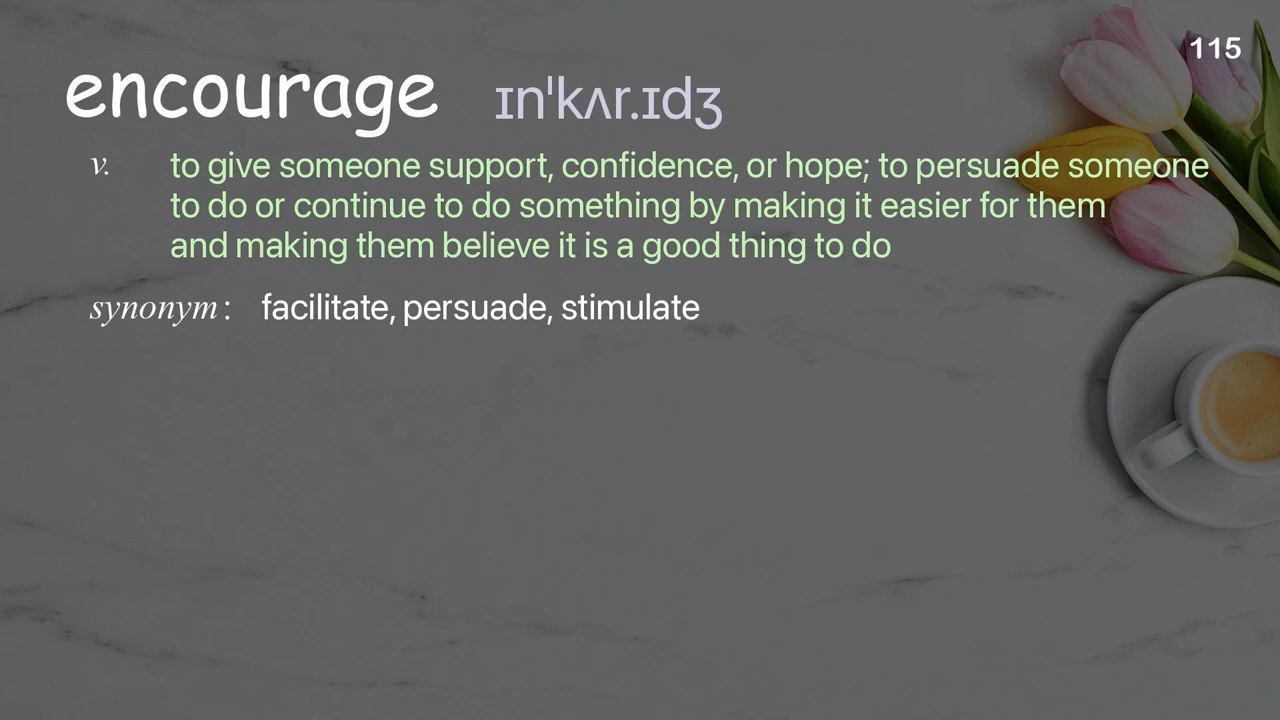 115
encourage ɪnˈkʌr.ɪdʒ
v. to give someone support, confidence, or hope; to persuade someone
to do or continue to do something by making it easier for them
and making them believe it is a good thing to do
synonym: facilitate, persuade, stimulate